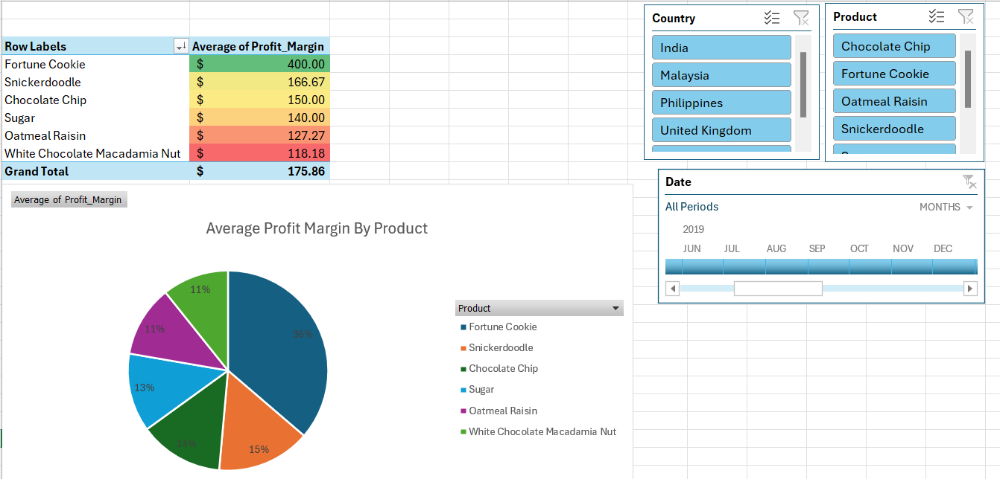 Row Labels Average of Profit_Margin
Fortune Cookie $ 400.00
Snickerdoodle $ 166.67
Chocolate Chip $ 150.00
Sugar $ 140.00
Oatmeal Raisin $ 127.27
White Chocolate Macadamia Nut $ 118.18
Grand Total $ 175.86
Country
India
Malaysia
Philippines
United Kingdom
Product
Chocolate Chip
Fortune Cookie
Oatmeal Raisin
Snickerdoodle
Date
All Periods MONTHS
2019
JUN JUL AUG SEP OCT NOV DEC
Average of Profit_Margin
Average Profit Margin By Product
11%
36%
11%
13%
14%
15%
Product
Fortune Cookie
Snickerdoodle
Chocolate Chip
Sugar
Oatmeal Raisin
White Chocolate Macadamia Nut